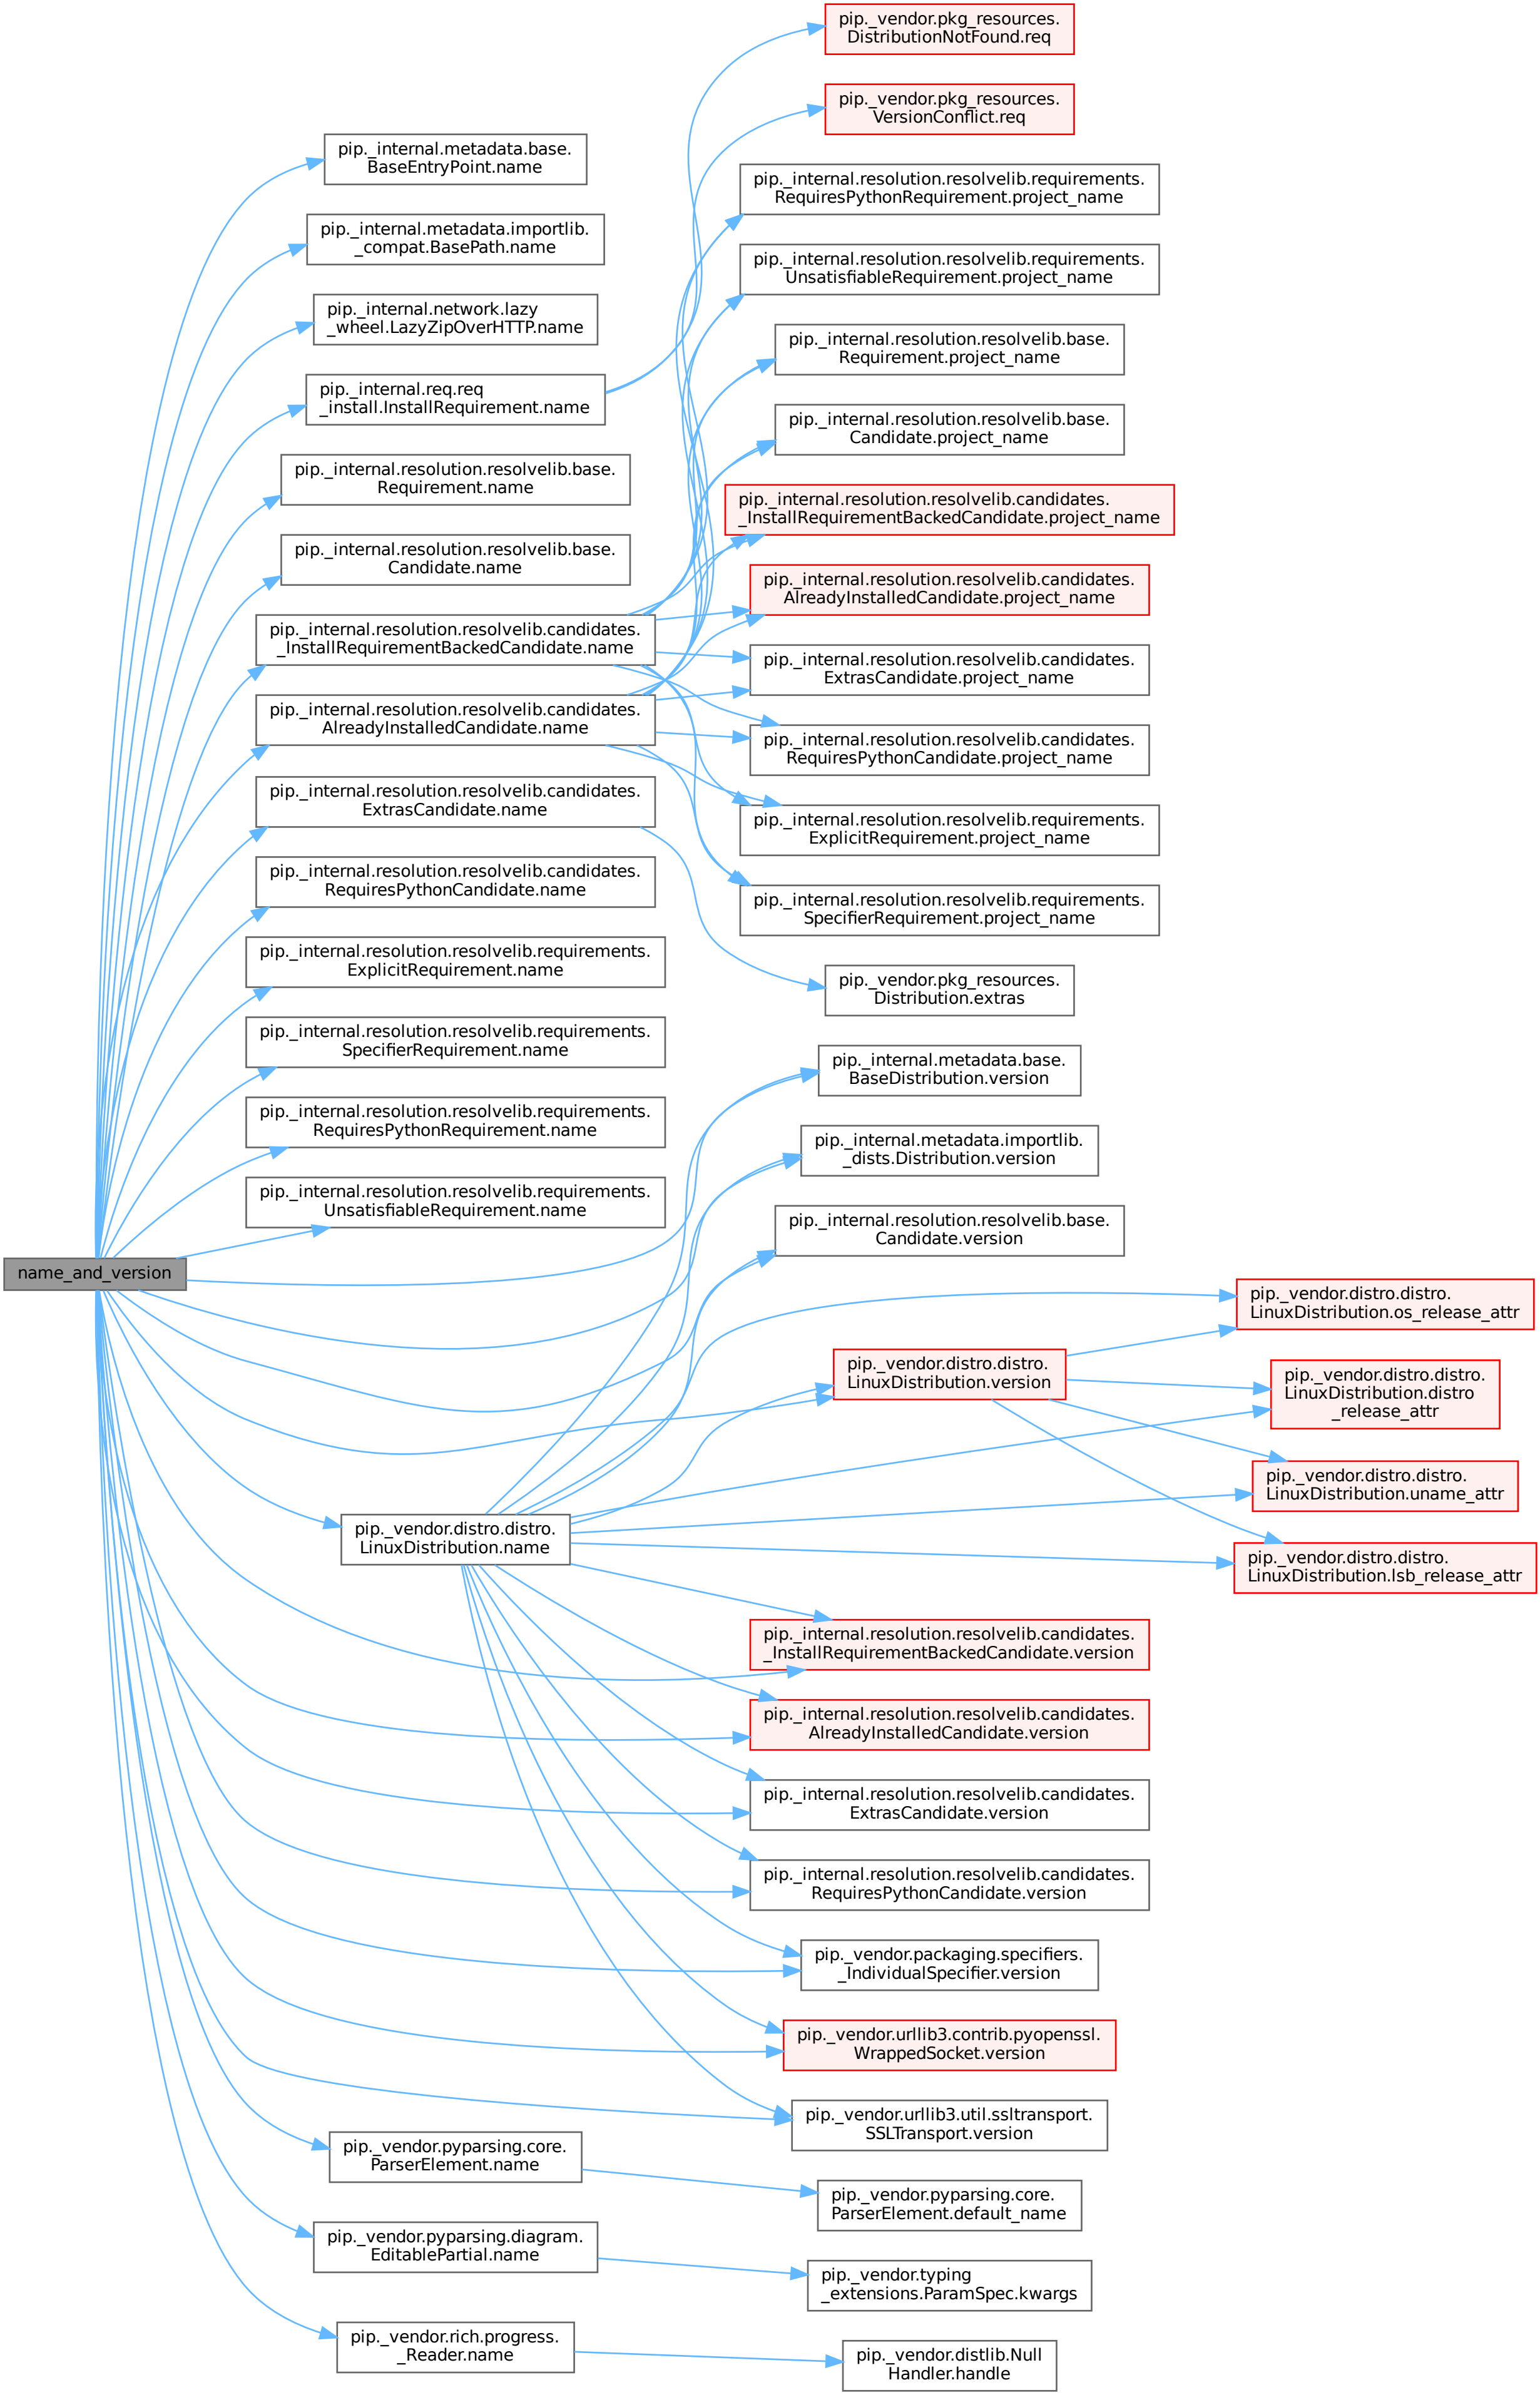 pip._vendor.pkg_resources.
DistributionNotFound.req
pip._vendor.pkg_resources.
VersionConflict.req
pip._internal.metadata.base.
BaseEntryPoint.name
pip._internal.resolution.resolvelib.requirements.
RequiresPythonRequirement.project_name
pip._internal.metadata.importlib.
_compat.BasePath.name
pip._internal.resolution.resolvelib.requirements.
UnsatisfiableRequirement.project_name
pip._internal.network.lazy
_wheel.LazyZipOverHTTP.name
pip._internal.resolution.resolvelib.base.
Requirement.project_name
pip._internal.req.req
_install.InstallRequirement.name
pip._internal.resolution.resolvelib.base.
Candidate.project_name
pip._internal.resolution.resolvelib.base.
Requirement.name
pip._internal.resolution.resolvelib.candidates.
_InstallRequirementBackedCandidate.project_name
pip._internal.resolution.resolvelib.base.
Candidate.name
pip._internal.resolution.resolvelib.candidates.
AlreadyInstalledCandidate.project_name
pip._internal.resolution.resolvelib.candidates.
_InstallRequirementBackedCandidate.name
pip._internal.resolution.resolvelib.candidates.
ExtrasCandidate.project_name
pip._internal.resolution.resolvelib.candidates.
AlreadyInstalledCandidate.name
pip._internal.resolution.resolvelib.candidates.
RequiresPythonCandidate.project_name
pip._internal.resolution.resolvelib.candidates.
ExtrasCandidate.name
pip._internal.resolution.resolvelib.requirements.
ExplicitRequirement.project_name
pip._internal.resolution.resolvelib.candidates.
RequiresPythonCandidate.name
pip._internal.resolution.resolvelib.requirements.
SpecifierRequirement.project_name
pip._internal.resolution.resolvelib.requirements.
ExplicitRequirement.name
pip._vendor.pkg_resources.
Distribution.extras
pip._internal.resolution.resolvelib.requirements.
SpecifierRequirement.name
pip._internal.metadata.base.
BaseDistribution.version
pip._internal.resolution.resolvelib.requirements.
RequiresPythonRequirement.name
pip._internal.metadata.importlib.
_dists.Distribution.version
pip._internal.resolution.resolvelib.requirements.
UnsatisfiableRequirement.name
pip._internal.resolution.resolvelib.base.
Candidate.version
name_and_version
pip._vendor.distro.distro.
LinuxDistribution.os_release_attr
pip._vendor.distro.distro.
LinuxDistribution.version
pip._vendor.distro.distro.
LinuxDistribution.distro
_release_attr
pip._vendor.distro.distro.
LinuxDistribution.uname_attr
pip._vendor.distro.distro.
LinuxDistribution.name
pip._vendor.distro.distro.
LinuxDistribution.lsb_release_attr
pip._internal.resolution.resolvelib.candidates.
_InstallRequirementBackedCandidate.version
pip._internal.resolution.resolvelib.candidates.
AlreadyInstalledCandidate.version
pip._internal.resolution.resolvelib.candidates.
ExtrasCandidate.version
pip._internal.resolution.resolvelib.candidates.
RequiresPythonCandidate.version
pip._vendor.packaging.specifiers.
_IndividualSpecifier.version
pip._vendor.urllib3.contrib.pyopenssl.
WrappedSocket.version
pip._vendor.urllib3.util.ssltransport.
SSLTransport.version
pip._vendor.pyparsing.core.
ParserElement.name
pip._vendor.pyparsing.core.
ParserElement.default_name
pip._vendor.pyparsing.diagram.
EditablePartial.name
pip._vendor.typing
_extensions.ParamSpec.kwargs
pip._vendor.rich.progress.
_Reader.name
pip._vendor.distlib.Null
Handler.handle